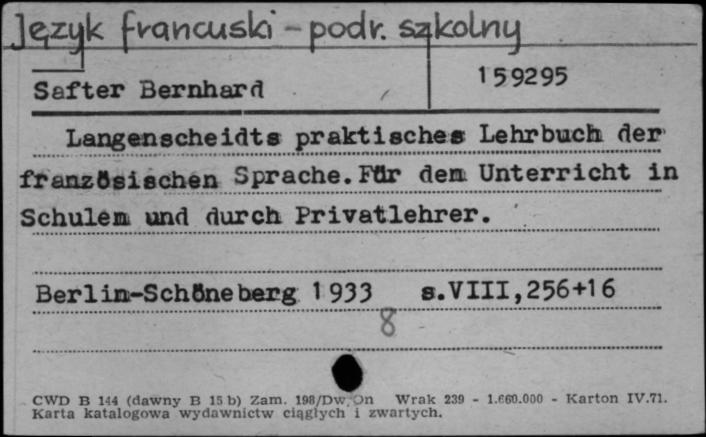 Język francuski - podr. szkolny
Safter Bernhard
159295
Langenscheidts praktisches Lehrbuch der
französischen Sprache. Für dem Unterricht in
Schulem und durch Privatlehrer.
Berlin-Schöneberg 1933 s.VIII,256+16
8
CWD B 144 (dawny B 15 b) Zam. 198/Dw.On Wrak 239 - 1.660.000 - Karton IV.71.
Karta katalogowa wydawnictw ciągłych i zwartych.